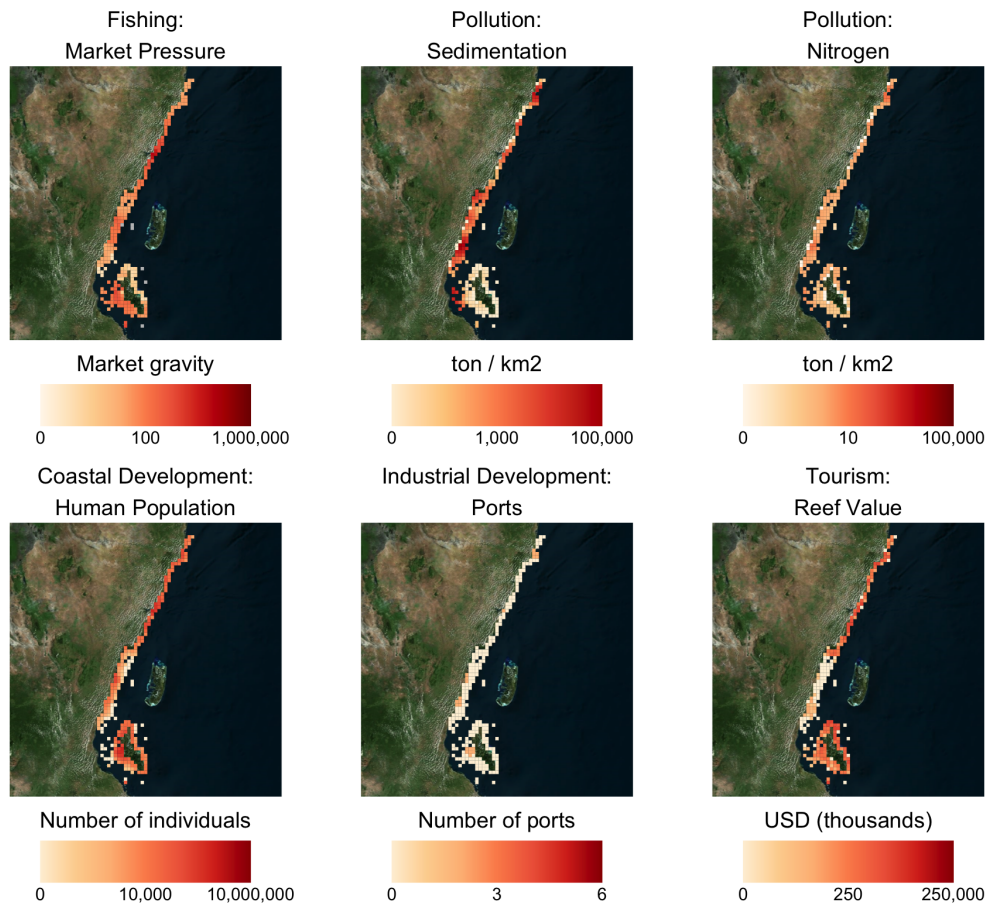 Fishing:
Market Pressure
Pollution:
Sedimentation
Pollution:
Nitrogen
Market gravity
0 100 1,000,000
ton / km2
0 1,000 100,000
ton / km2
0 10 100,000
Coastal Development:
Human Population
Industrial Development:
Ports
Tourism:
Reef Value
Number of individuals
0 10,000 10,000,000
Number of ports
0 3 6
USD (thousands)
0 250 250,000